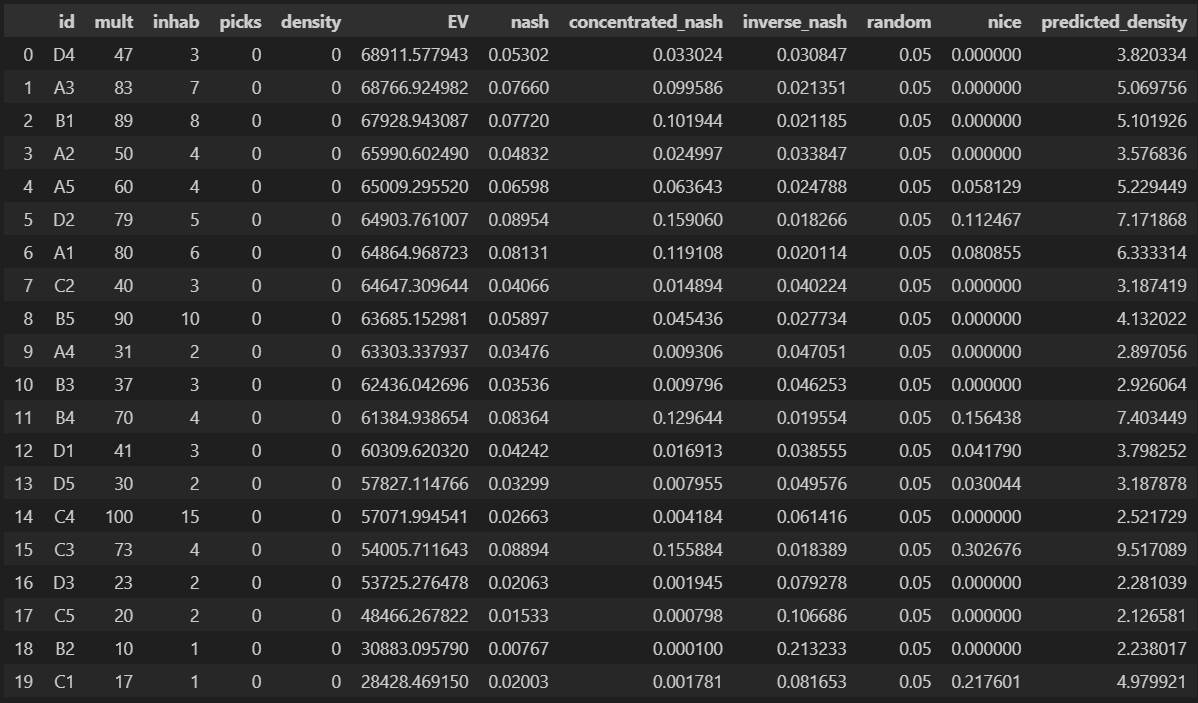 id mult inhab picks density EV nash concentrated_nash inverse_nash random nice predicted_density
0 D4 47 3 0 0 68911.577943 0.05302 0.033024 0.030847 0.05 0.000000 3.820334
1 A3 83 7 0 0 68766.924982 0.07660 0.099586 0.021351 0.05 0.000000 5.069756
2 B1 89 8 0 0 67928.943087 0.07720 0.101944 0.021185 0.05 0.000000 5.101926
3 A2 50 4 0 0 65990.602490 0.04832 0.024997 0.033847 0.05 0.000000 3.576836
4 A5 60 4 0 0 65009.295520 0.06598 0.063643 0.024788 0.05 0.058129 5.229449
5 D2 79 5 0 0 64903.761007 0.08954 0.159060 0.018266 0.05 0.112467 7.171868
6 A1 80 6 0 0 64864.968723 0.08131 0.119108 0.020114 0.05 0.080855 6.333314
7 C2 40 3 0 0 64647.309644 0.04066 0.014894 0.040224 0.05 0.000000 3.187419
8 B5 90 10 0 0 63685.152981 0.05897 0.045436 0.027734 0.05 0.000000 4.132022
9 A4 31 2 0 0 63303.337937 0.03476 0.009306 0.047051 0.05 0.000000 2.897056
10 B3 37 3 0 0 62436.042696 0.03536 0.009796 0.046253 0.05 0.000000 2.926064
11 B4 70 4 0 0 61384.938654 0.08364 0.129644 0.019554 0.05 0.156438 7.403449
12 D1 41 3 0 0 60309.620320 0.04242 0.016913 0.038555 0.05 0.041790 3.798252
13 D5 30 2 0 0 57827.114766 0.03299 0.007955 0.049576 0.05 0.030044 3.187878
14 C4 100 15 0 0 57071.994541 0.02663 0.004184 0.061416 0.05 0.000000 2.521729
15 C3 73 4 0 0 54005.711643 0.08894 0.155884 0.018389 0.05 0.302676 9.517089
16 D3 23 2 0 0 53725.276478 0.02063 0.001945 0.079278 0.05 0.000000 2.281039
17 C5 20 2 0 0 48466.267822 0.01533 0.000798 0.106686 0.05 0.000000 2.126581
18 B2 10 1 0 0 30883.095790 0.00767 0.000100 0.213233 0.05 0.000000 2.238017
19 C1 17 1 0 0 28428.469150 0.02003 0.001781 0.081653 0.05 0.217601 4.979921